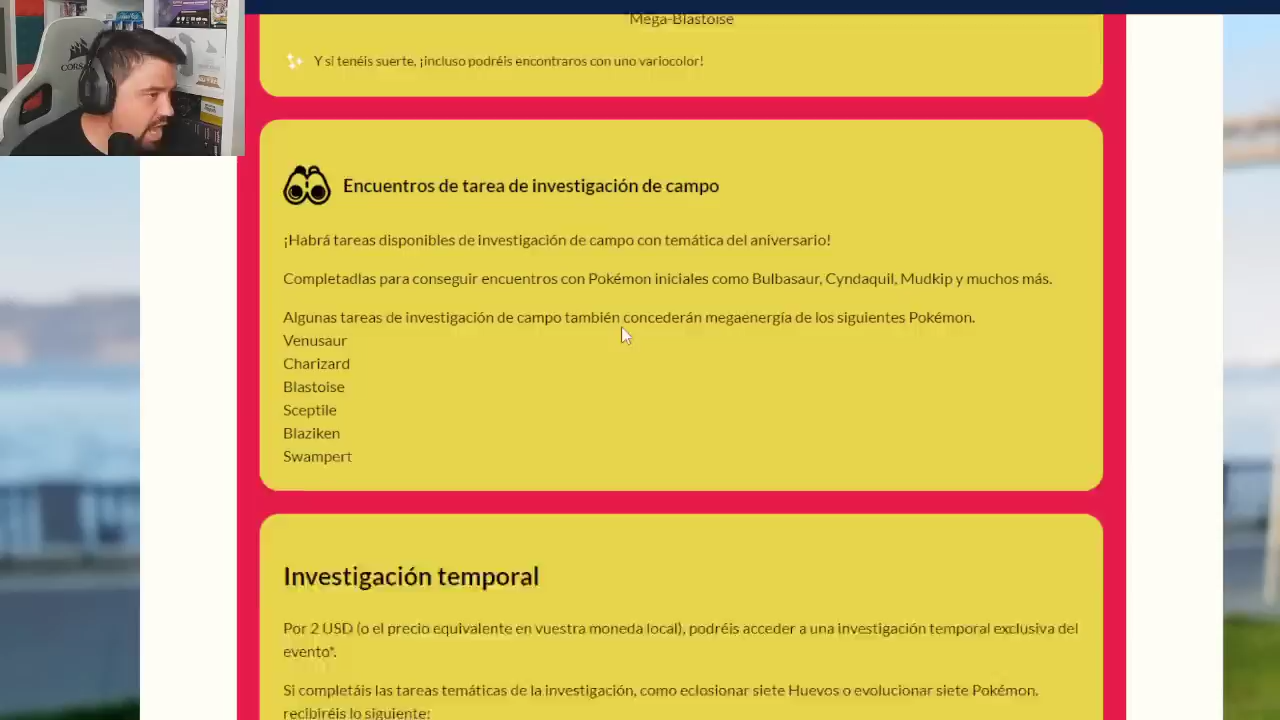 Mega-Blastoise
Y si tenéis suerte, ¡incluso podréis encontraros con uno variocolor!
Encuentros de tarea de investigación de campo
¡Habrá tareas disponibles de investigación de campo con temática del aniversario!
Completadlas para conseguir encuentros con Pokémon iniciales como Bulbasaur, Cyndaquil, Mudkip y muchos más.
Algunas tareas de investigación de campo también concederán megaenergía de los siguientes Pokémon.
Venusaur
Charizard
Blastoise
Sceptile
Blaziken
Swampert
Investigación temporal
Por 2 USD (o el precio equivalente en vuestra moneda local), podréis acceder a una investigación temporal exclusiva del
evento*.
Si completáis las tareas temáticas de la investigación, como eclosionar siete Huevos o evolucionar siete Pokémon,
recibiréis lo siguiente: